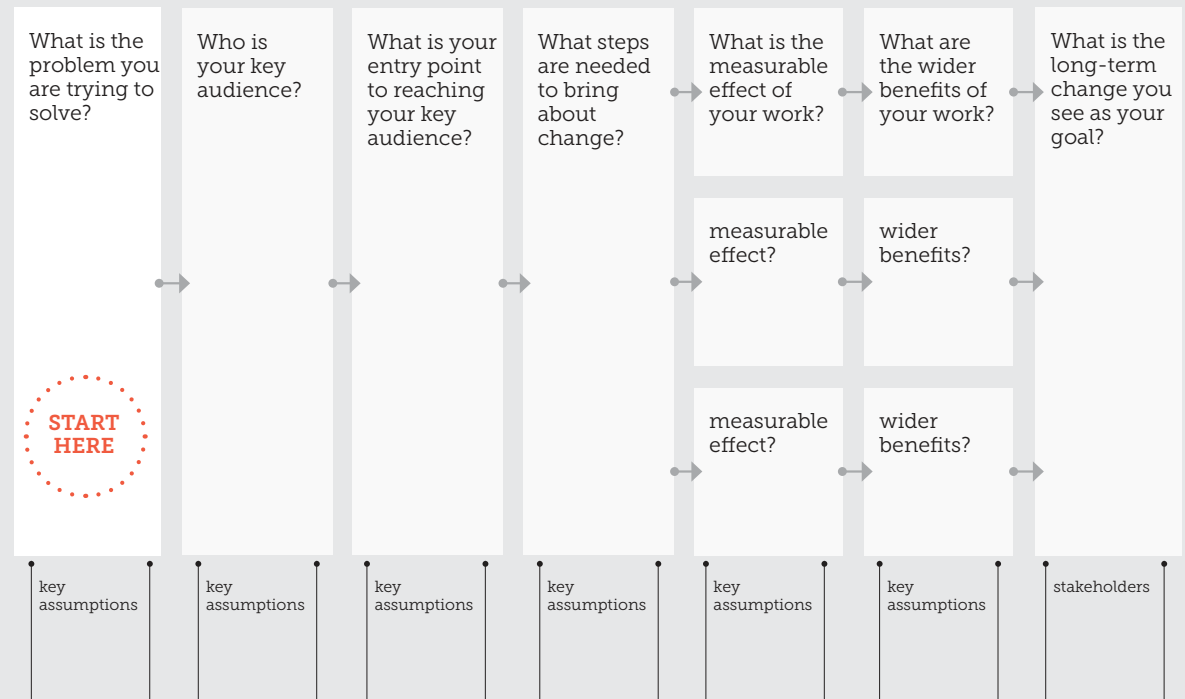 What is the
problem you
are trying to
solve?
START
HERE
Who is
your key
audience?
What is your
entry point
to reaching
your key
audience?
What steps
are needed
to bring
about
change?
What is the
measurable
effect of
your work?
measurable
effect?
measurable
effect?
What are
the wider
benefits of
your work?
wider
benefits?
wider
benefits?
What is the
long-term
change you
see as your
goal?
key
assumptions
key
assumptions
key
assumptions
key
assumptions
key
assumptions
key
assumptions
stakeholders